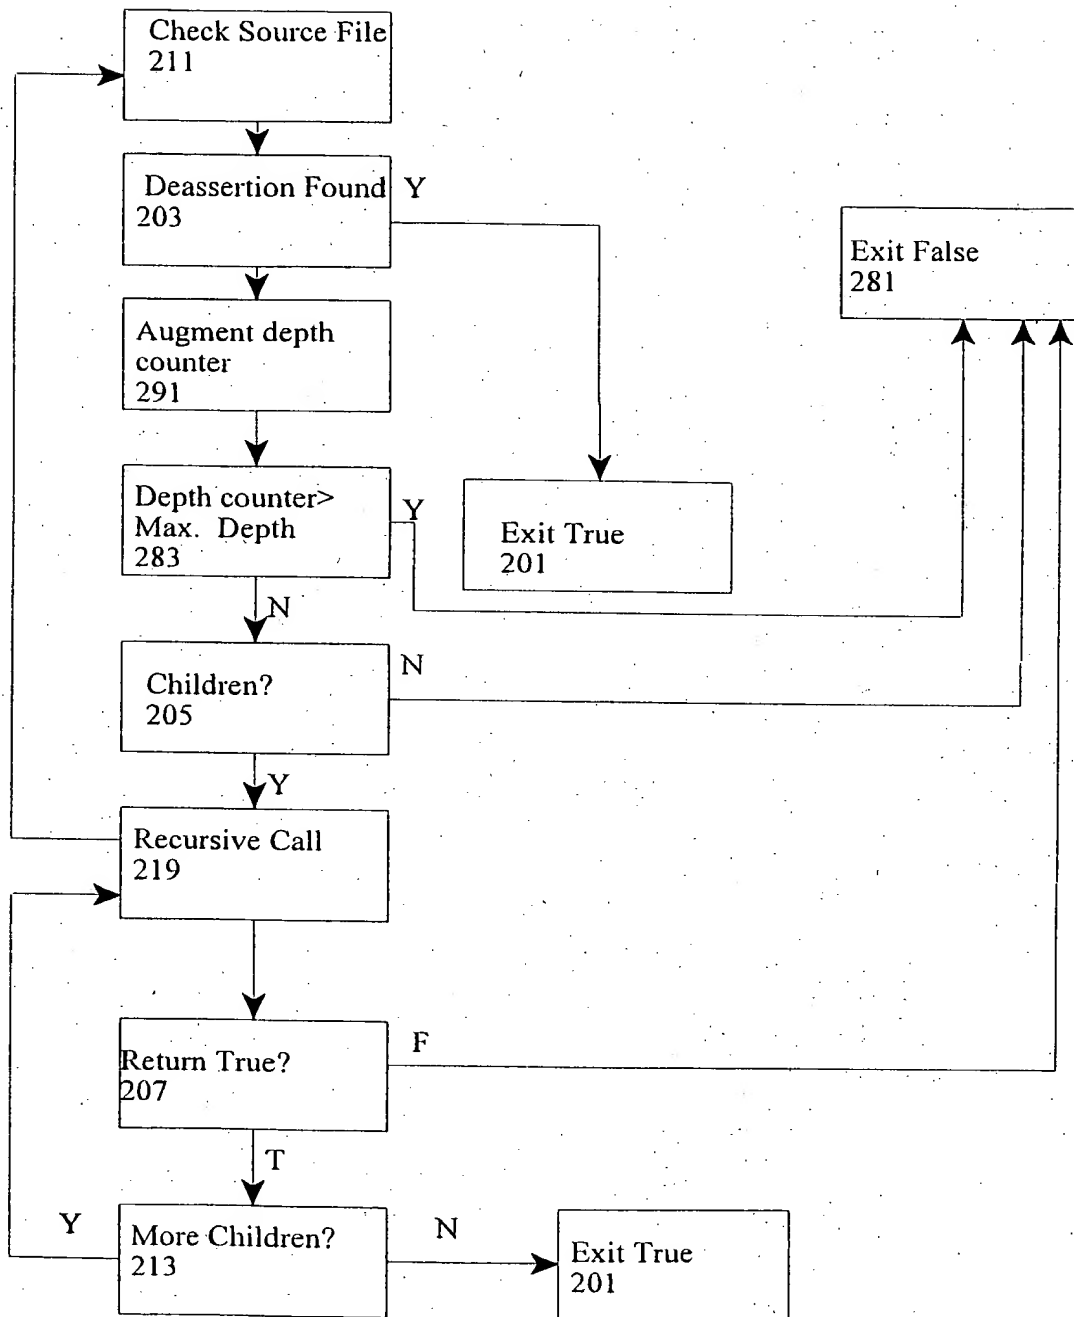 Check Source File
211
Deassertion Found
203
Y
Exit False
281
Augment depth
counter
291
Depth counter>
Max. Depth
283
Y
Exit True
201
N
Children?
205
N
Y
Recursive Call
219
Return True?
207
F
T
More Children?
213
Y
N
Exit True
201